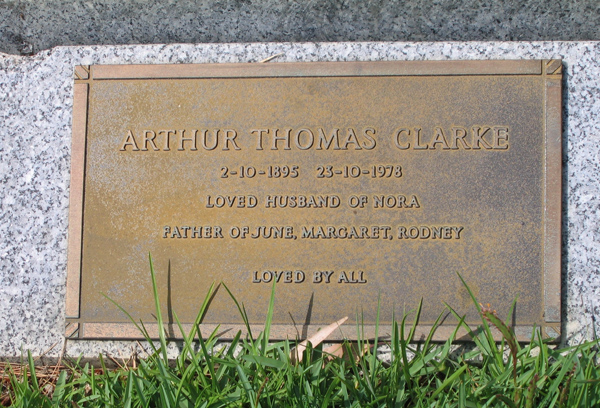 ARTHUR THOMAS CLARKE
2-10-1895 23-10-1978
LOVED HUSBAND OF NORA
FATHER OF JUNE, MARGARET, RODNEY
LOVED BY ALL